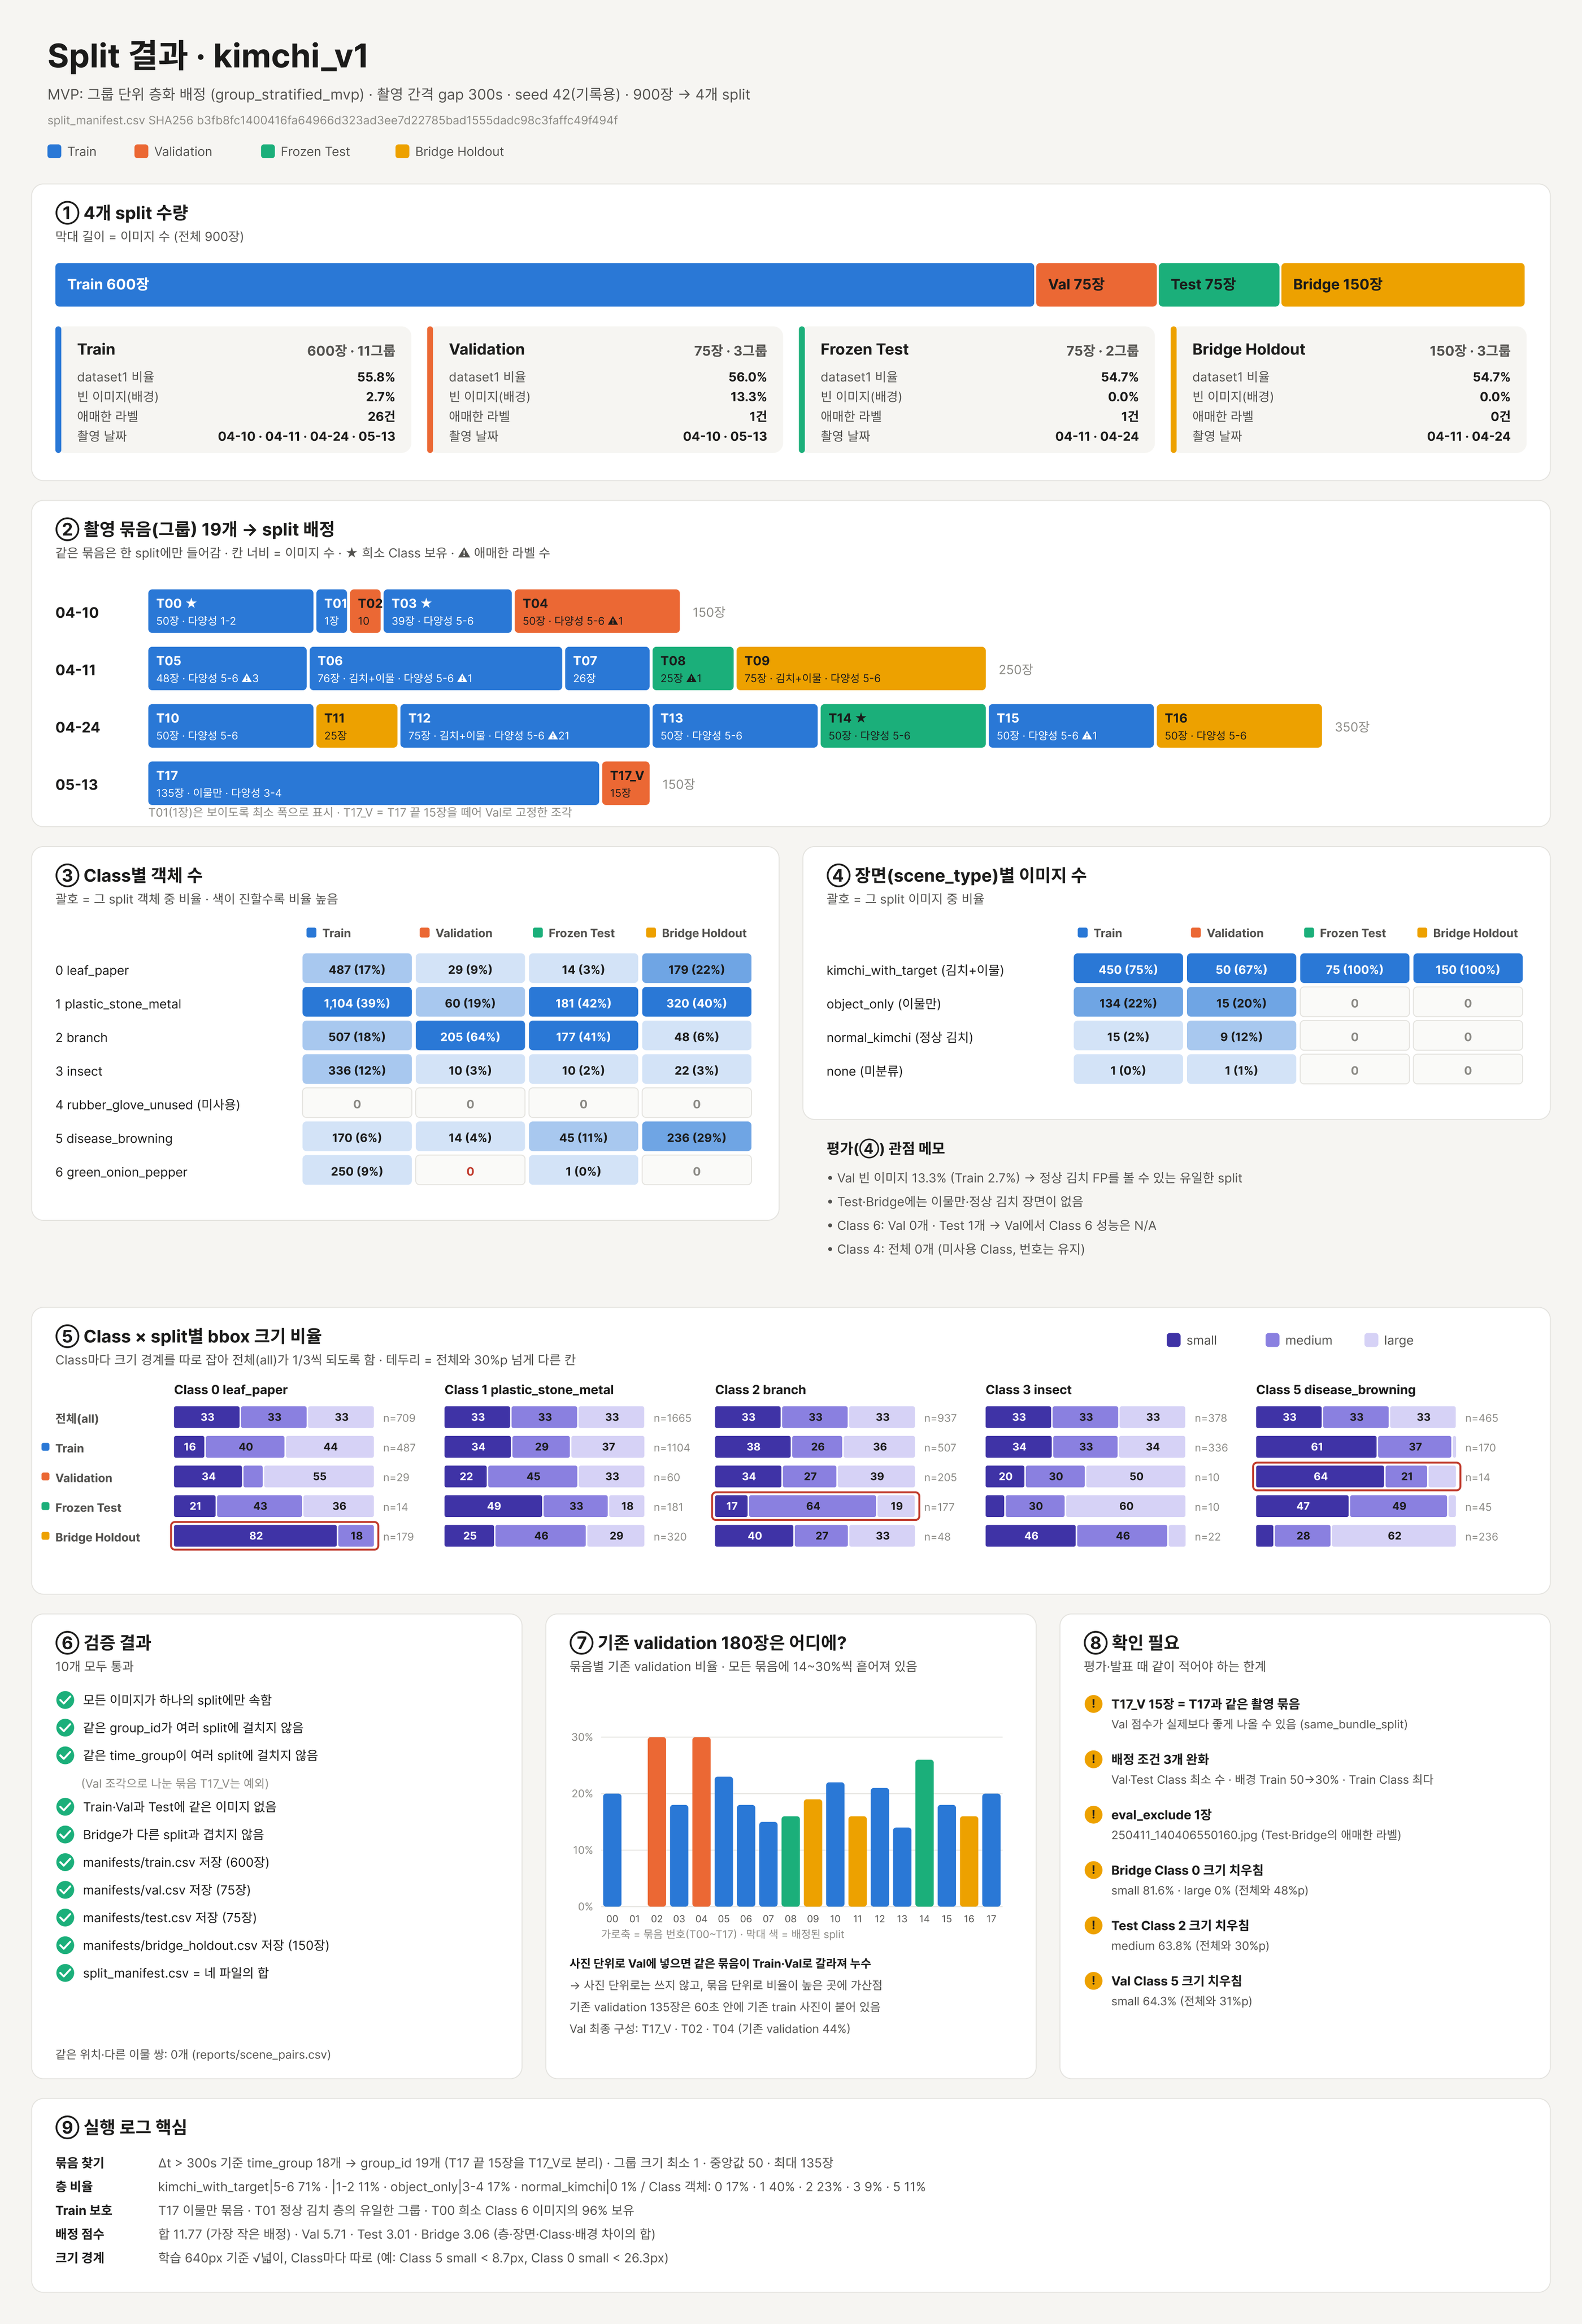 Split 결과 · kimchi_v1
MVP: 그룹 단위 층화 배정 (group_stratified_mvp) · 촬영 간격 gap 300s · seed 42(기록용) · 900장 → 4개 split
split_manifest.csv SHA256 b3fb8fc1400416fa64966d323ad3ee7d22785bad1555dadc98c3faffc49f494f
Train Validation Frozen Test Bridge Holdout
① 4개 split 수량
막대 길이 = 이미지 수 (전체 900장)
Train 600장 Val 75장 Test 75장 Bridge 150장
Train 600장 · 11그룹
dataset1 비율 55.8%
빈 이미지(배경) 2.7%
애매한 라벨 26건
촬영 날짜 04-10 · 04-11 · 04-24 · 05-13
Validation 75장 · 3그룹
dataset1 비율 56.0%
빈 이미지(배경) 13.3%
애매한 라벨 1건
촬영 날짜 04-10 · 05-13
Frozen Test 75장 · 2그룹
dataset1 비율 54.7%
빈 이미지(배경) 0.0%
애매한 라벨 1건
촬영 날짜 04-11 · 04-24
Bridge Holdout 150장 · 3그룹
dataset1 비율 54.7%
빈 이미지(배경) 0.0%
애매한 라벨 0건
촬영 날짜 04-11 · 04-24
② 촬영 묶음(그룹) 19개 → split 배정
같은 묶음은 한 split에만 들어감 · 칸 너비 = 이미지 수 · ★ 희소 Class 보유 · ⚠ 애매한 라벨 수
04-10
T00 ★ T01 T02 T03 ★ T04
50장 · 다양성 1-2 1장 10 39장 · 다양성 5-6 50장 · 다양성 5-6 ⚠1
150장
04-11
T05 T06 T07 T08 T09
48장 · 다양성 5-6 ⚠3 76장 · 김치+이물 · 다양성 5-6 ⚠1 26장 25장 ⚠1 75장 · 김치+이물 · 다양성 5-6
250장
04-24
T10 T11 T12 T13 T14 ★ T15 T16
50장 · 다양성 5-6 25장 75장 · 김치+이물 · 다양성 5-6 ⚠21 50장 · 다양성 5-6 50장 · 다양성 5-6 50장 · 다양성 5-6 ⚠1 50장 · 다양성 5-6
350장
05-13
T17 T17_V
135장 · 이물만 · 다양성 3-4 15장
150장
T01(1장)은 보이도록 최소 폭으로 표시 · T17_V = T17 끝 15장을 떼어 Val로 고정한 조각
③ Class별 객체 수
괄호 = 그 split 객체 중 비율 · 색이 진할수록 비율 높음
Train Validation Frozen Test Bridge Holdout
0 leaf_paper 487 (17%) 29 (9%) 14 (3%) 179 (22%)
1 plastic_stone_metal 1,104 (39%) 60 (19%) 181 (42%) 320 (40%)
2 branch 507 (18%) 205 (64%) 177 (41%) 48 (6%)
3 insect 336 (12%) 10 (3%) 10 (2%) 22 (3%)
4 rubber_glove_unused (미사용) 0 0 0 0
5 disease_browning 170 (6%) 14 (4%) 45 (11%) 236 (29%)
6 green_onion_pepper 250 (9%) 0 1 (0%) 0
④ 장면(scene_type)별 이미지 수
괄호 = 그 split 이미지 중 비율
Train Validation Frozen Test Bridge Holdout
kimchi_with_target (김치+이물) 450 (75%) 50 (67%) 75 (100%) 150 (100%)
object_only (이물만) 134 (22%) 15 (20%) 0 0
normal_kimchi (정상 김치) 15 (2%) 9 (12%) 0 0
none (미분류) 1 (0%) 1 (1%) 0 0
평가(④) 관점 메모
• Val 빈 이미지 13.3% (Train 2.7%) → 정상 김치 FP를 볼 수 있는 유일한 split
• Test·Bridge에는 이물만·정상 김치 장면이 없음
• Class 6: Val 0개 · Test 1개 → Val에서 Class 6 성능은 N/A
• Class 4: 전체 0개 (미사용 Class, 번호는 유지)
⑤ Class × split별 bbox 크기 비율
small medium large
Class마다 크기 경계를 따로 잡아 전체(all)가 1/3씩 되도록 함 · 테두리 = 전체와 30%p 넘게 다른 칸
Class 0 leaf_paper Class 1 plastic_stone_metal Class 2 branch Class 3 insect Class 5 disease_browning
전체(all) 33 33 33 n=709 33 33 33 n=1665 33 33 33 n=937 33 33 33 n=378 33 33 33 n=465
Train 16 40 44 n=487 34 29 37 n=1104 38 26 36 n=507 34 33 34 n=336 61 37 n=170
Validation 34 55 n=29 22 45 33 n=60 34 27 39 n=205 20 30 50 n=10 64 21 n=14
Frozen Test 21 43 36 n=14 49 33 18 n=181 17 64 19 n=177 30 60 n=10 47 49 n=45
Bridge Holdout 82 18 n=179 25 46 29 n=320 40 27 33 n=48 46 46 n=22 28 62 n=236
⑥ 검증 결과
10개 모두 통과
모든 이미지가 하나의 split에만 속함
같은 group_id가 여러 split에 걸치지 않음
같은 time_group이 여러 split에 걸치지 않음
(Val 조각으로 나눈 묶음 T17_V는 예외)
Train·Val과 Test에 같은 이미지 없음
Bridge가 다른 split과 겹치지 않음
manifests/train.csv 저장 (600장)
manifests/val.csv 저장 (75장)
manifests/test.csv 저장 (75장)
manifests/bridge_holdout.csv 저장 (150장)
split_manifest.csv = 네 파일의 합
같은 위치·다른 이물 쌍: 0개 (reports/scene_pairs.csv)
⑦ 기존 validation 180장은 어디에?
묶음별 기존 validation 비율 · 모든 묶음에 14~30%씩 흩어져 있음
30%
20%
10%
0%
00 01 02 03 04 05 06 07 08 09 10 11 12 13 14 15 16 17
가로축 = 묶음 번호(T00~T17) · 막대 색 = 배정된 split
사진 단위로 Val에 넣으면 같은 묶음이 Train·Val로 갈라져 누수
→ 사진 단위로는 쓰지 않고, 묶음 단위로 비율이 높은 곳에 가산점
기존 validation 135장은 60초 안에 기존 train 사진이 붙어 있음
Val 최종 구성: T17_V · T02 · T04 (기존 validation 44%)
⑧ 확인 필요
평가·발표 때 같이 적어야 하는 한계
! T17_V 15장 = T17과 같은 촬영 묶음
Val 점수가 실제보다 좋게 나올 수 있음 (same_bundle_split)
! 배정 조건 3개 완화
Val·Test Class 최소 수 · 배경 Train 50→30% · Train Class 최다
! eval_exclude 1장
250411_140406550160.jpg (Test·Bridge의 애매한 라벨)
! Bridge Class 0 크기 치우침
small 81.6% · large 0% (전체와 48%p)
! Test Class 2 크기 치우침
medium 63.8% (전체와 30%p)
! Val Class 5 크기 치우침
small 64.3% (전체와 31%p)
⑨ 실행 로그 핵심
묶음 찾기 Δt > 300s 기준 time_group 18개 → group_id 19개 (T17 끝 15장을 T17_V로 분리) · 그룹 크기 최소 1 · 중앙값 50 · 최대 135장
층 비율 kimchi_with_target|5-6 71% · |1-2 11% · object_only|3-4 17% · normal_kimchi|0 1% / Class 객체: 0 17% · 1 40% · 2 23% · 3 9% · 5 11%
Train 보호 T17 이물만 묶음 · T01 정상 김치 층의 유일한 그룹 · T00 희소 Class 6 이미지의 96% 보유
배정 점수 합 11.77 (가장 작은 배정) · Val 5.71 · Test 3.01 · Bridge 3.06 (층·장면·Class·배경 차이의 합)
크기 경계 학습 640px 기준 √넓이, Class마다 따로 (예: Class 5 small < 8.7px, Class 0 small < 26.3px)